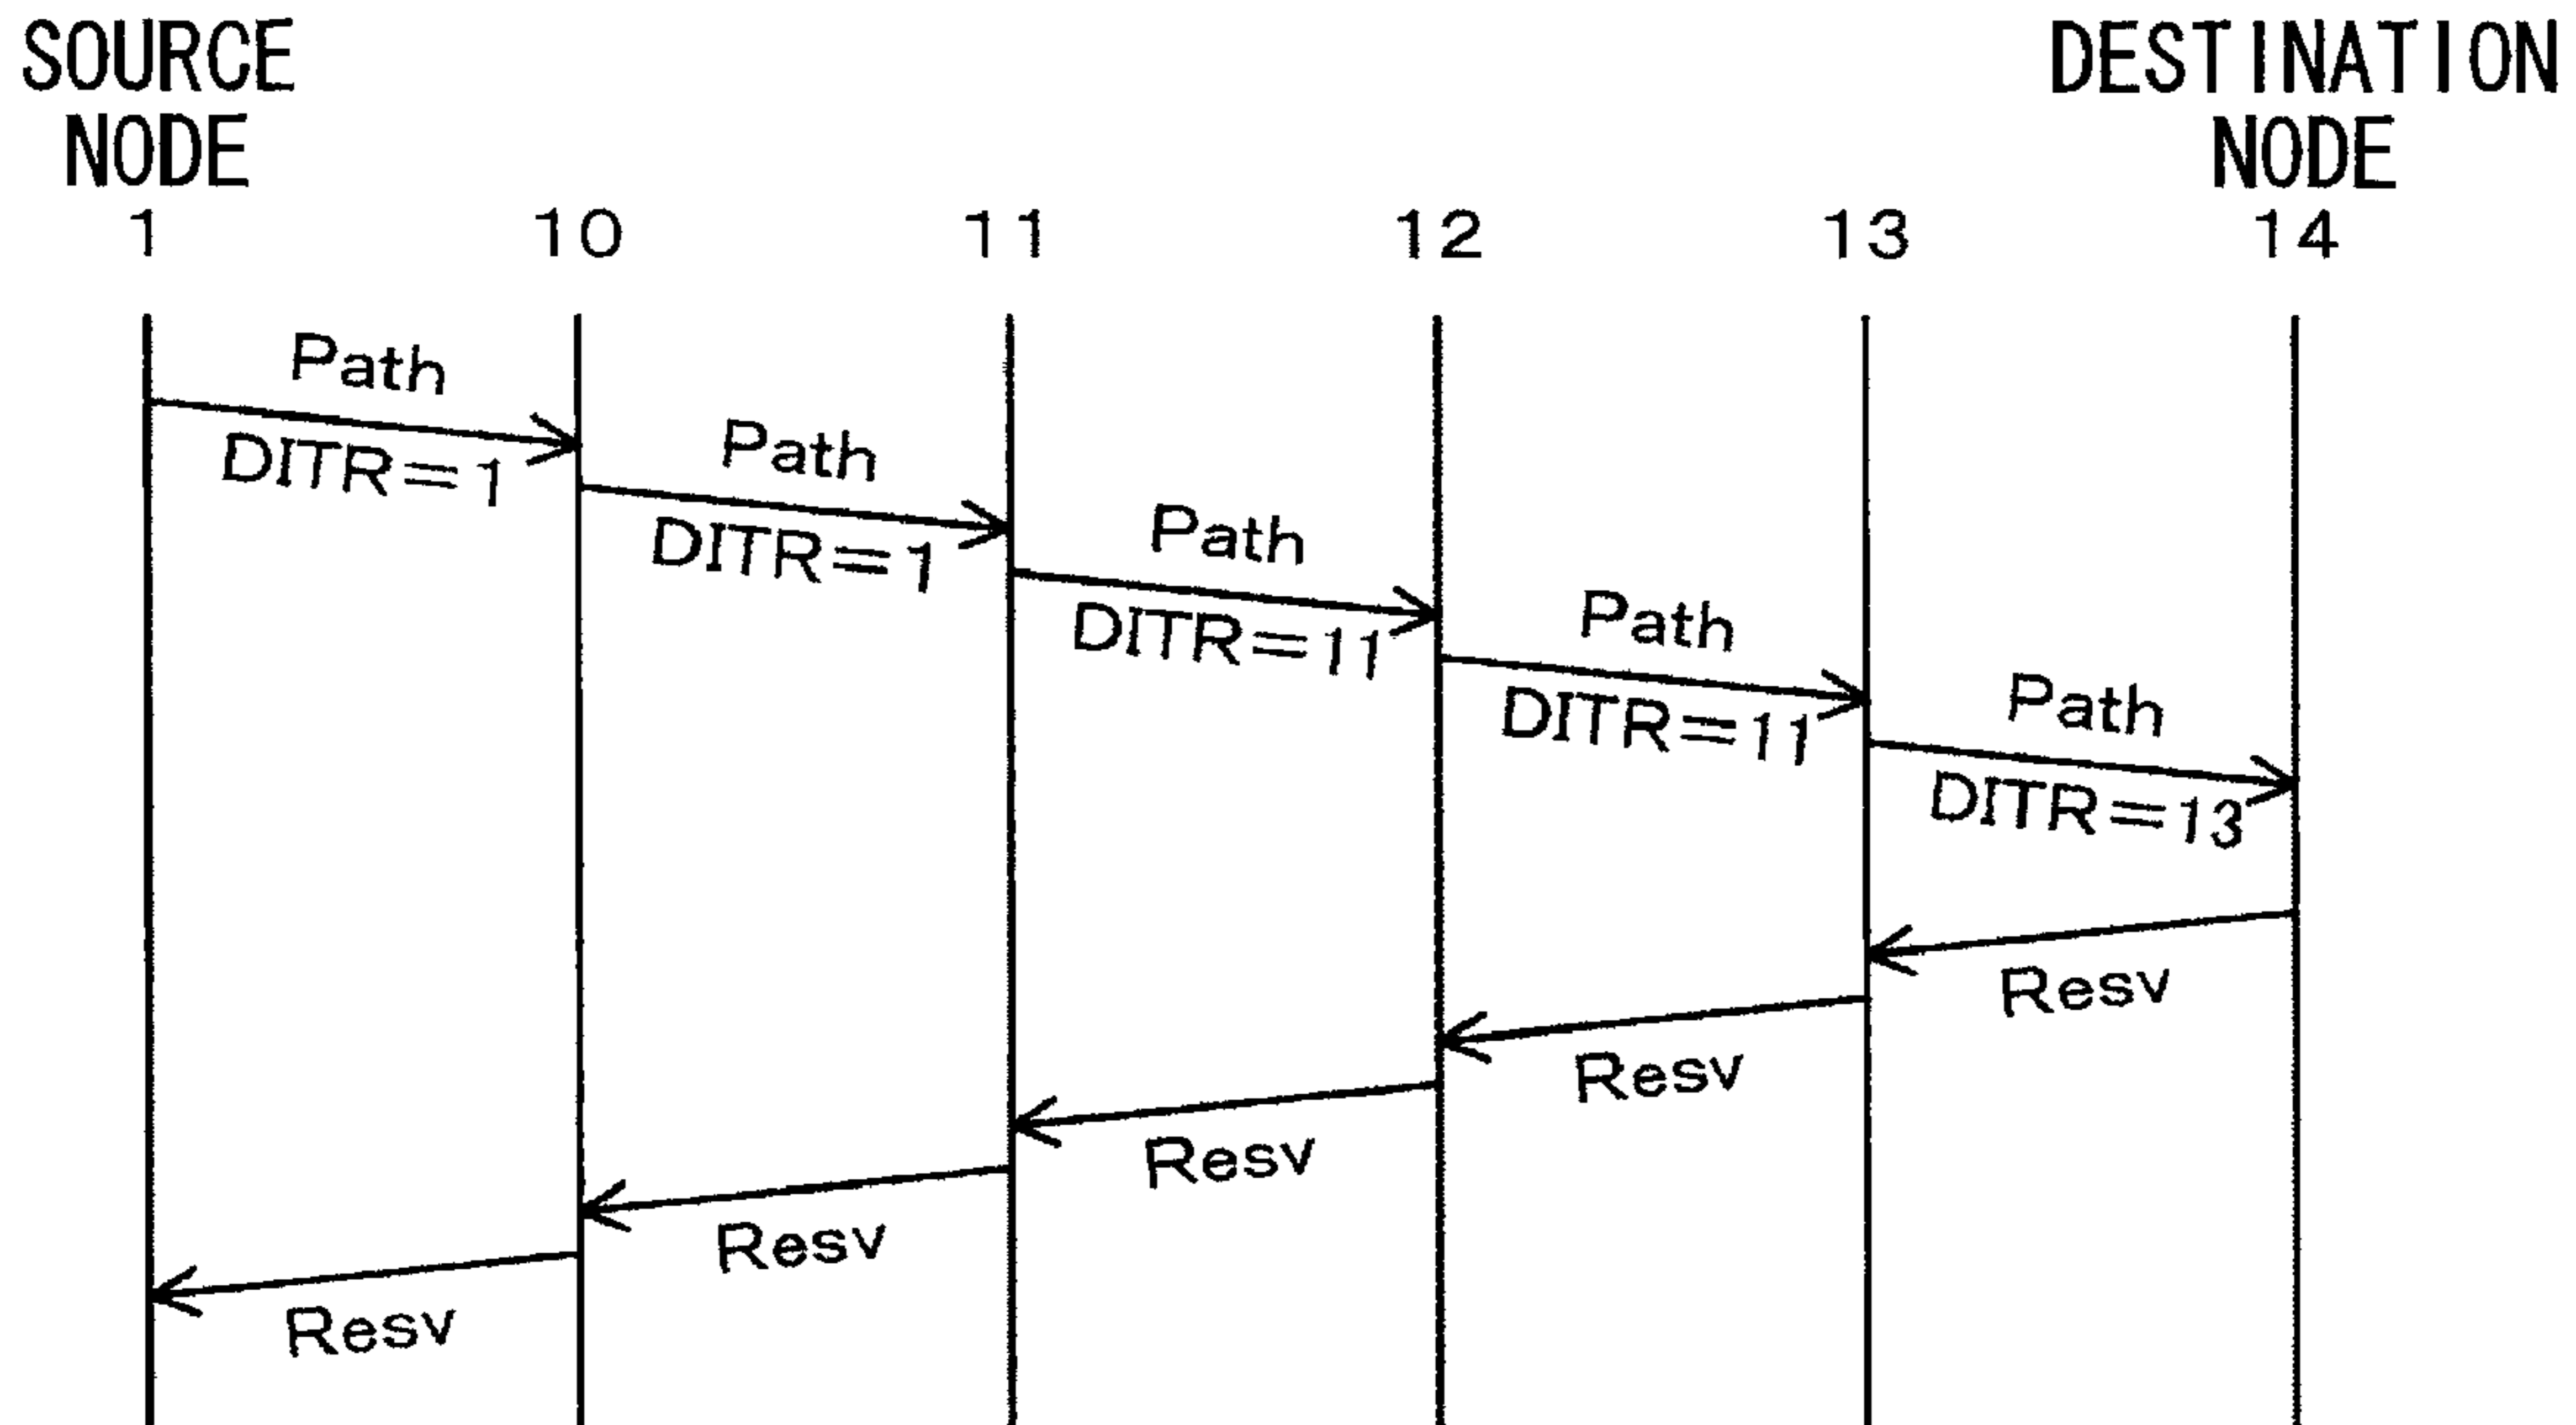 SOURCE
NODE
DESTINATION
NODE
1
10
11
12
13
14
Path
DITR=1
Path
DITR=1
Path
DITR=11
Path
DITR=11
Path
DITR=13
Resv
Resv
Resv
Resv
Resv